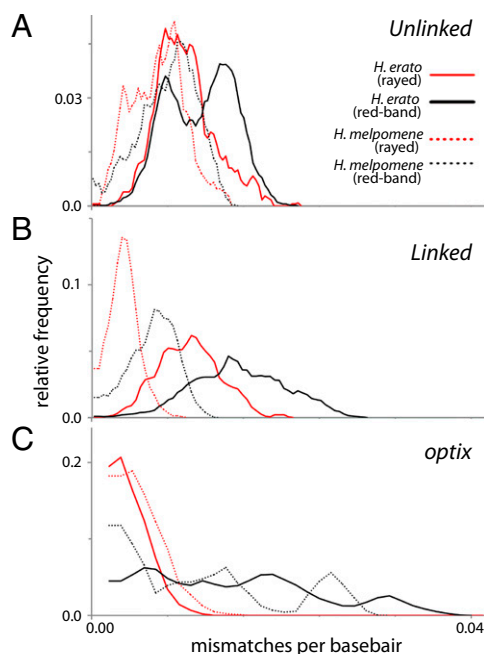 A
Unlinked
H. erato
(rayed)
H. erato
(red-band)
H. melpomene
(rayed)
H. melpomene
(red-band)
0.03
0.0
B
Linked
0.1
0.0
relative frequency
C
optix
0.2
0.0
0.00
0.04
mismatches per basebair